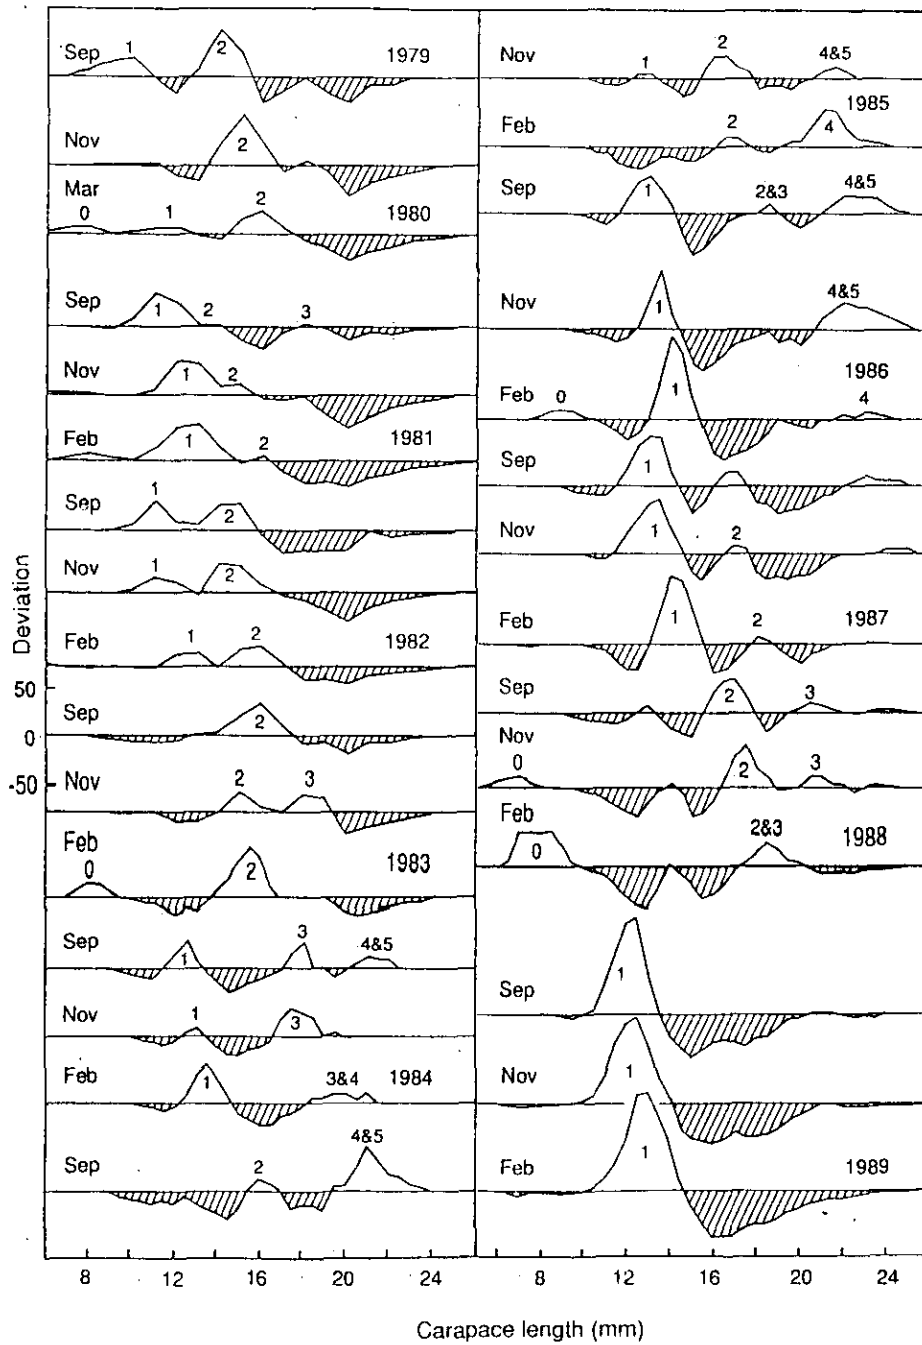 Sep 1 2 1979
Nov 2
Mar 0 1 2 1980
Sep 1 2 3
Nov 1 2
Feb 1 2 1981
Sep 1 2
Nov 1 2
Feb 1 2 1982
Sep 2
Nov 2 3
Feb 0 2 1983
Sep 1 3 4&5
Nov 1 3
Feb 1 3&4 1984
Sep 2 4&5
Deviation
50
0
-50
8 12 16 20 24
Nov 1 2 4&5
Feb 2 4 1985
Sep 1 2&3 4&5
Nov 1 4&5
Feb 0 1 4 1986
Sep 1
Nov 1 2
Feb 1 2 1987
Sep 2 3
Nov 0 2 3
Feb 0 2&3 1988
Sep 1
Nov 1
Feb 1 1989
8 12 16 20 24
Carapace length (mm)